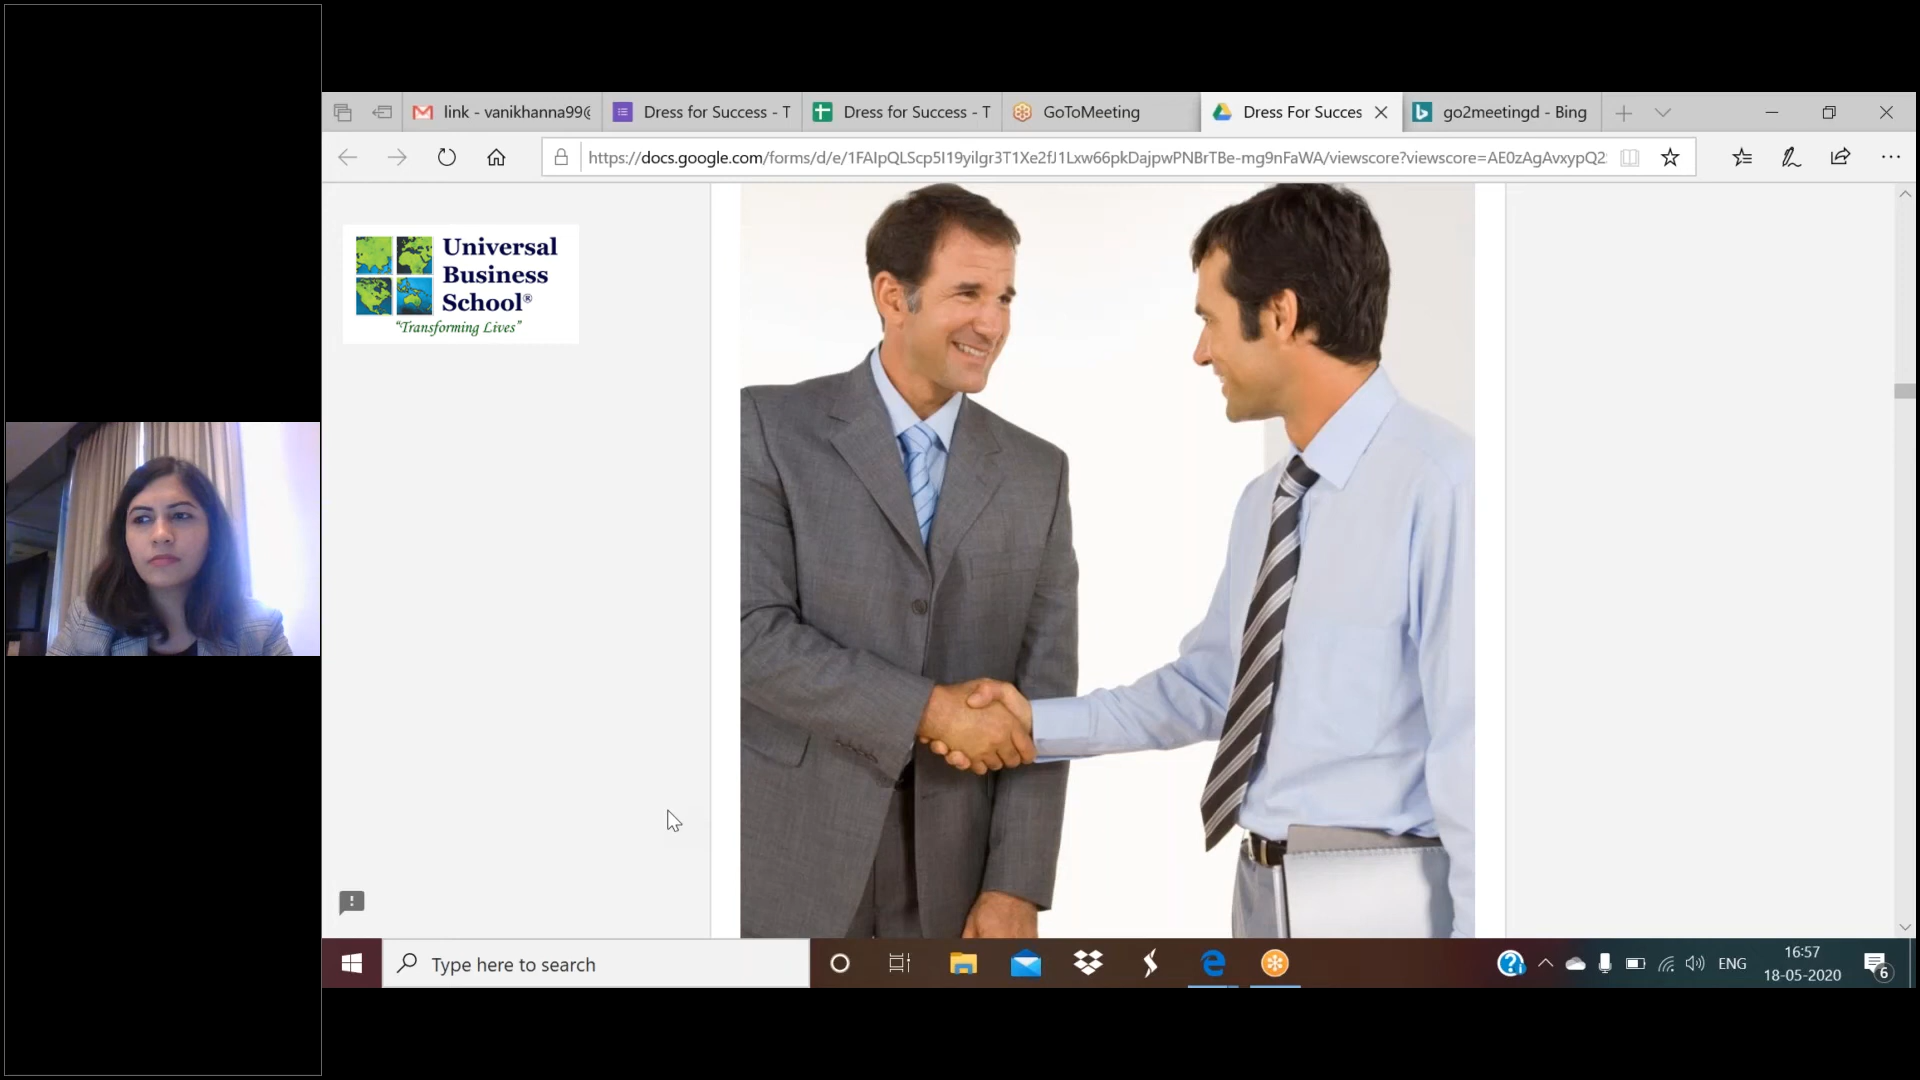 link - vanikhanna99@
Dress for Success - T
Dress for Success - T
GoToMeeting
Dress For Succes
go2meetingd - Bing
https://docs.google.com/forms/d/e/1FAIpQLScp5I19yilgr3T1Xe2fJ1Lxw66pkDajpwPNBrTBe-mg9nFaWA/viewscore?viewscore=AE0zAgAvxypQ2
Universal
Business
School®
"Transforming Lives"
Type here to search
ENG
16:57
18-05-2020
6